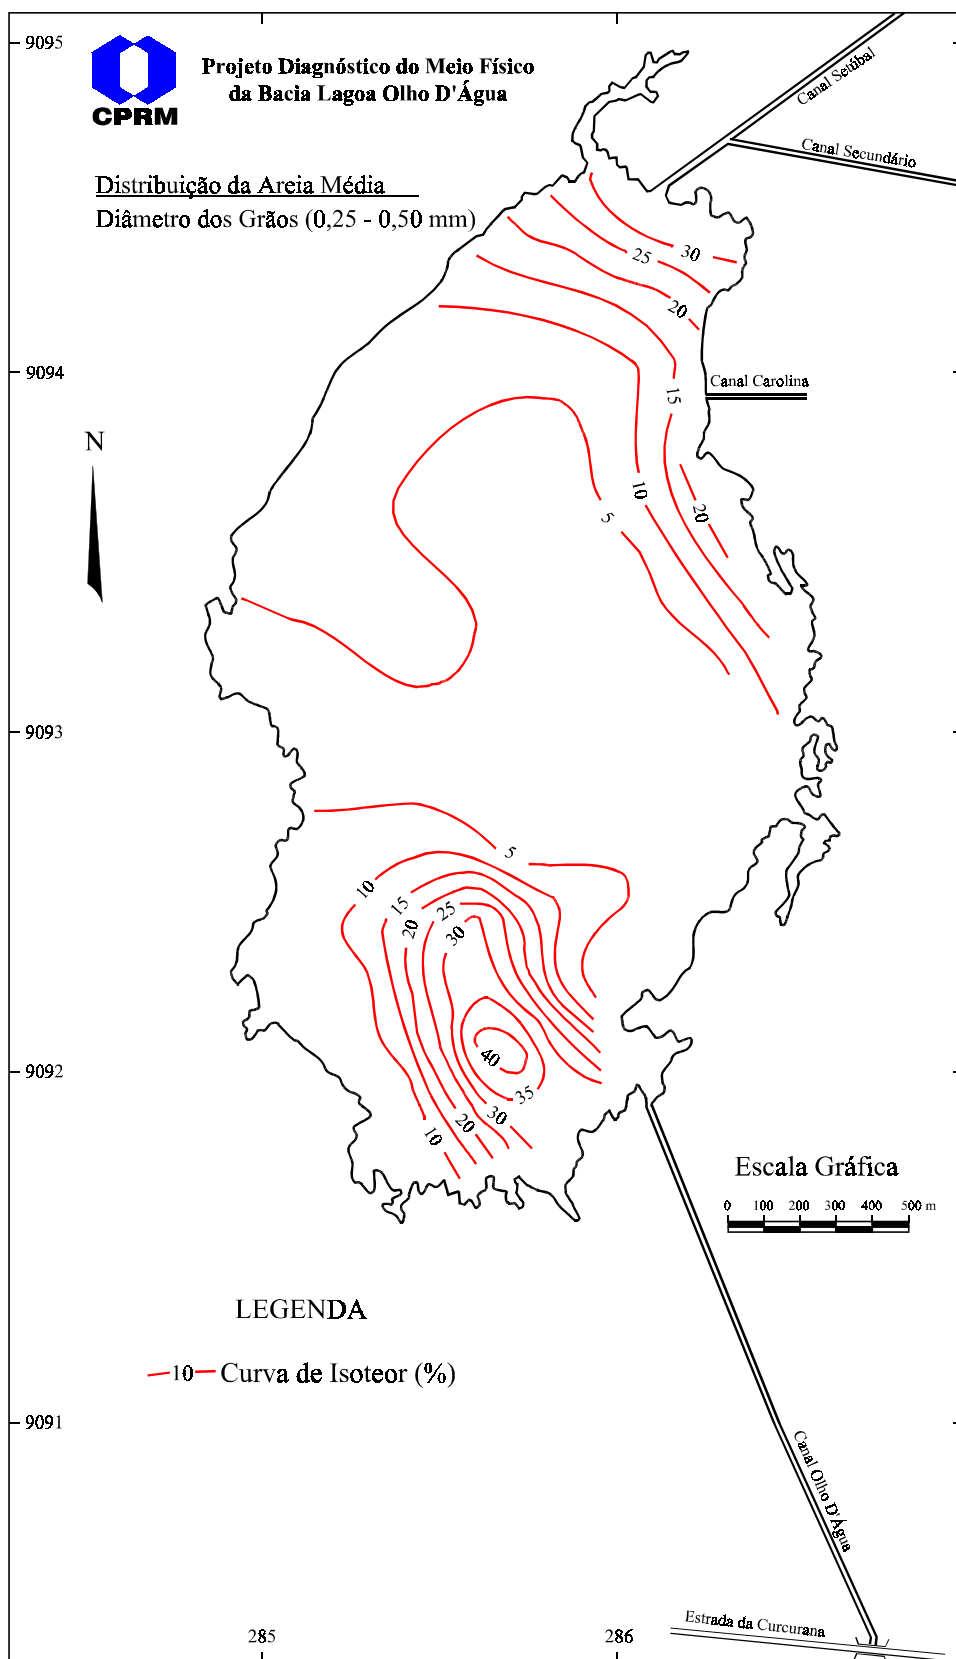 9095
CPRM
Projeto Diagnóstico do Meio Físico
da Bacia Lagoa Olho D'Água
Canal Setúbal
Canal Secundário
Distribuição da Areia Média
Diâmetro dos Grãos (0,25 - 0,50 mm)
30
25
20
9094
Canal Carolina
15
N
10
20
5
9093
5
10
15
25
20
30
9092
40
35
30
20
10
Escala Gráfica
0 100 200 300 400 500 m
LEGENDA
10 Curva de Isoteor (%)
9091
Canal Olho D'Água
Estrada da Curcurana
285 286